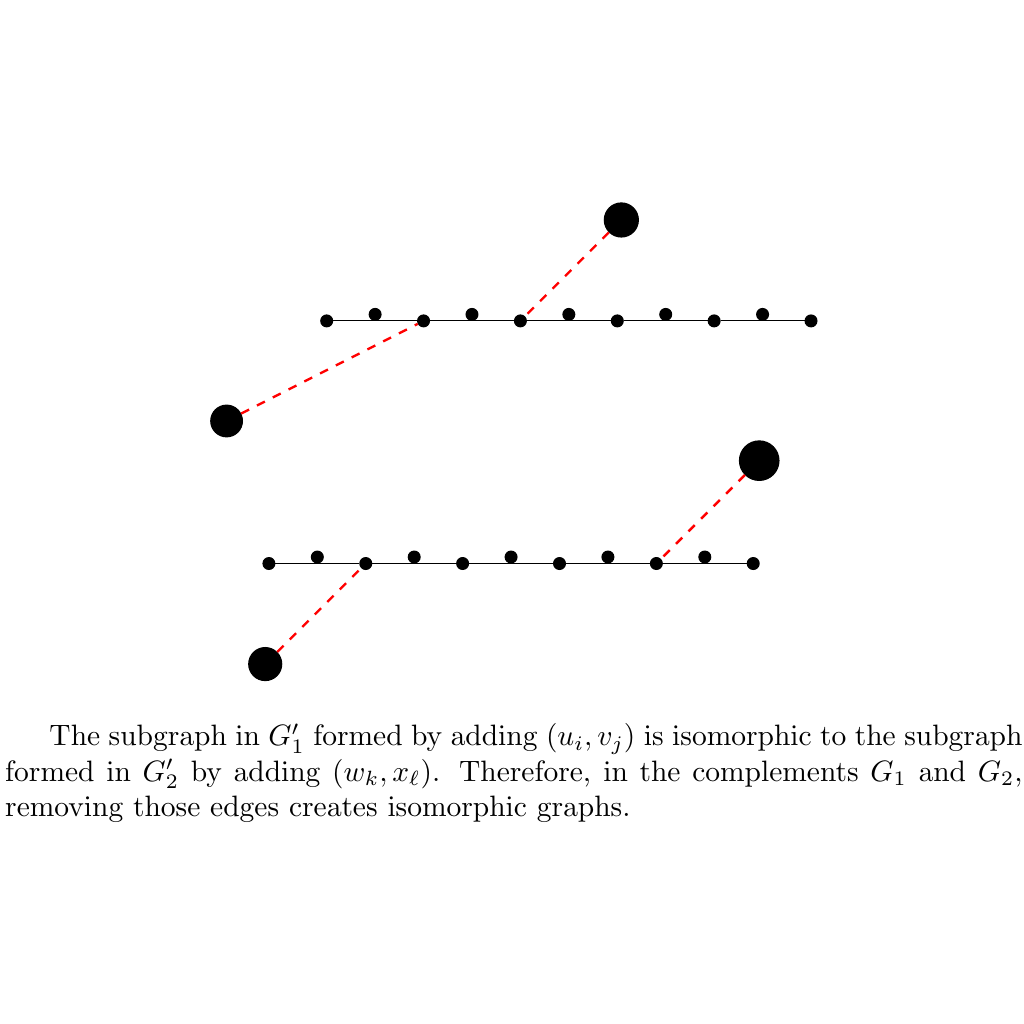 The subgraph in $G_1'$ formed by adding $(u_i, v_j)$ is isomorphic to the subgraph
formed in $G_2'$ by adding $(w_k, x_\ell)$. Therefore, in the complements $G_1$ and $G_2$,
removing those edges creates isomorphic graphs.